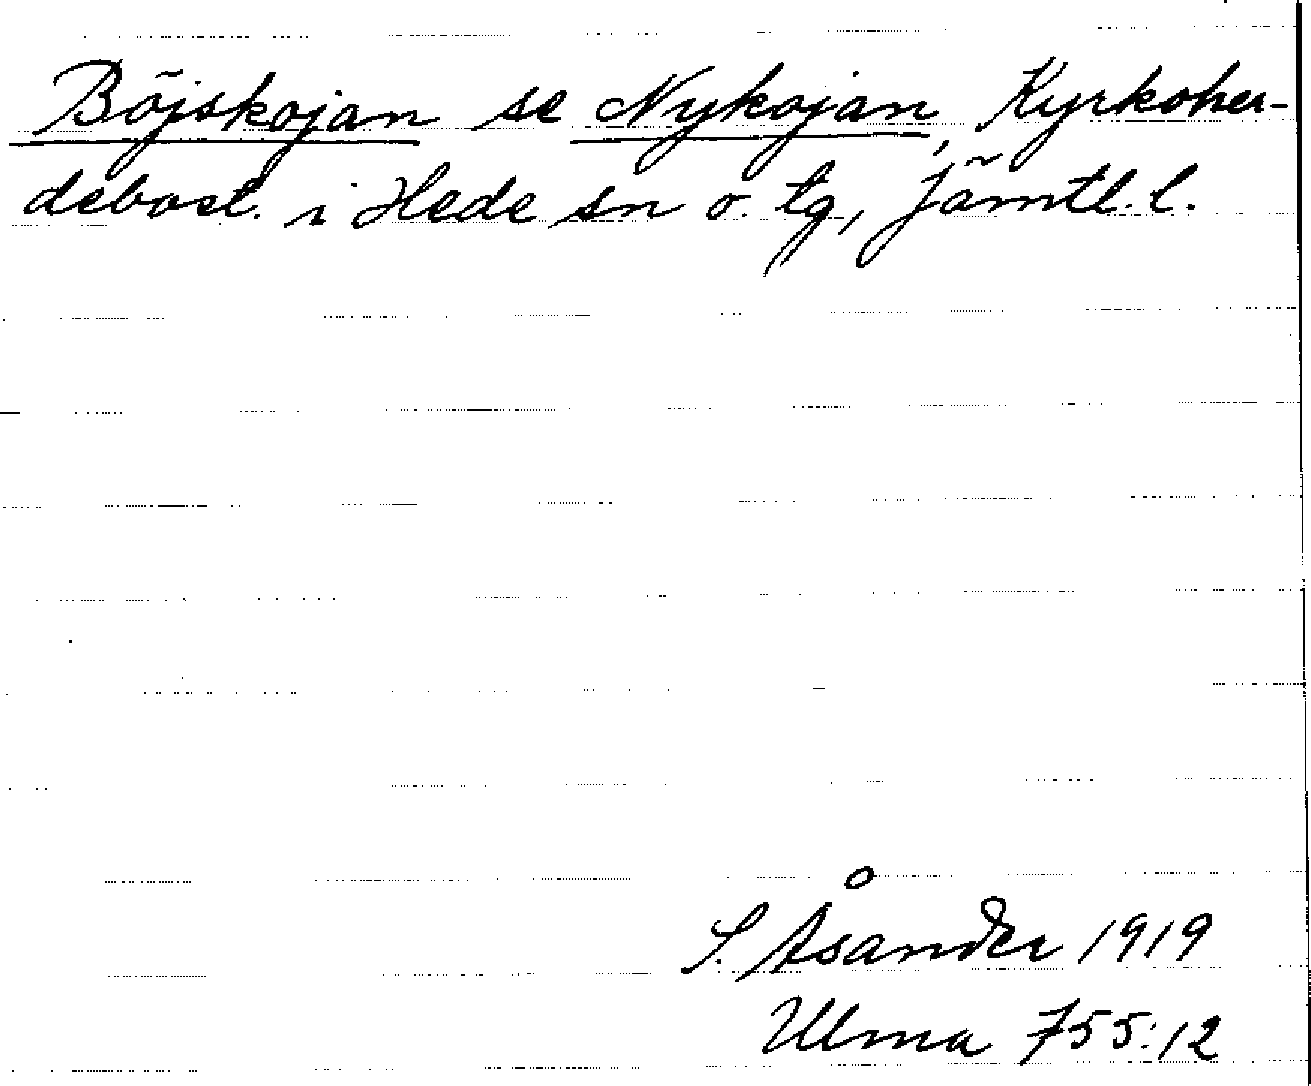 Böjskojan se Nykojan, Kyrkoher-
debost. i Hede sn o. tg, Jämtl. l.
S. Åsander 1919
Ulma 755:12